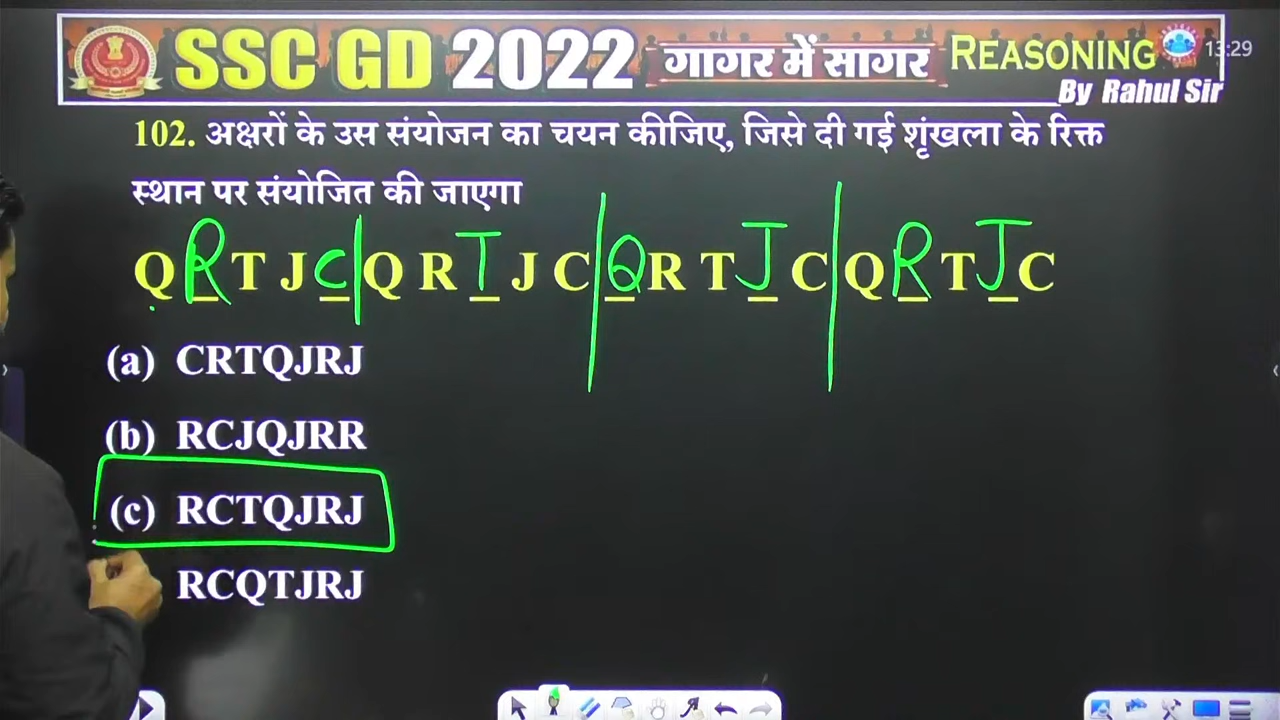 SSC GD 2022 गागर में सागर REASONING 13:29
By Rahul Sir
102. अक्षरों के उस संयोजन का चयन कीजिए, जिसे दी गई शृंखला के रिक्त
स्थान पर संयोजित की जाएगा
Q R T J C Q R T J C Q R T J C Q R T J C
(a) CRTQJRJ
(b) RCJQJRR
(c) RCTQJRJ
RCQTJRJ